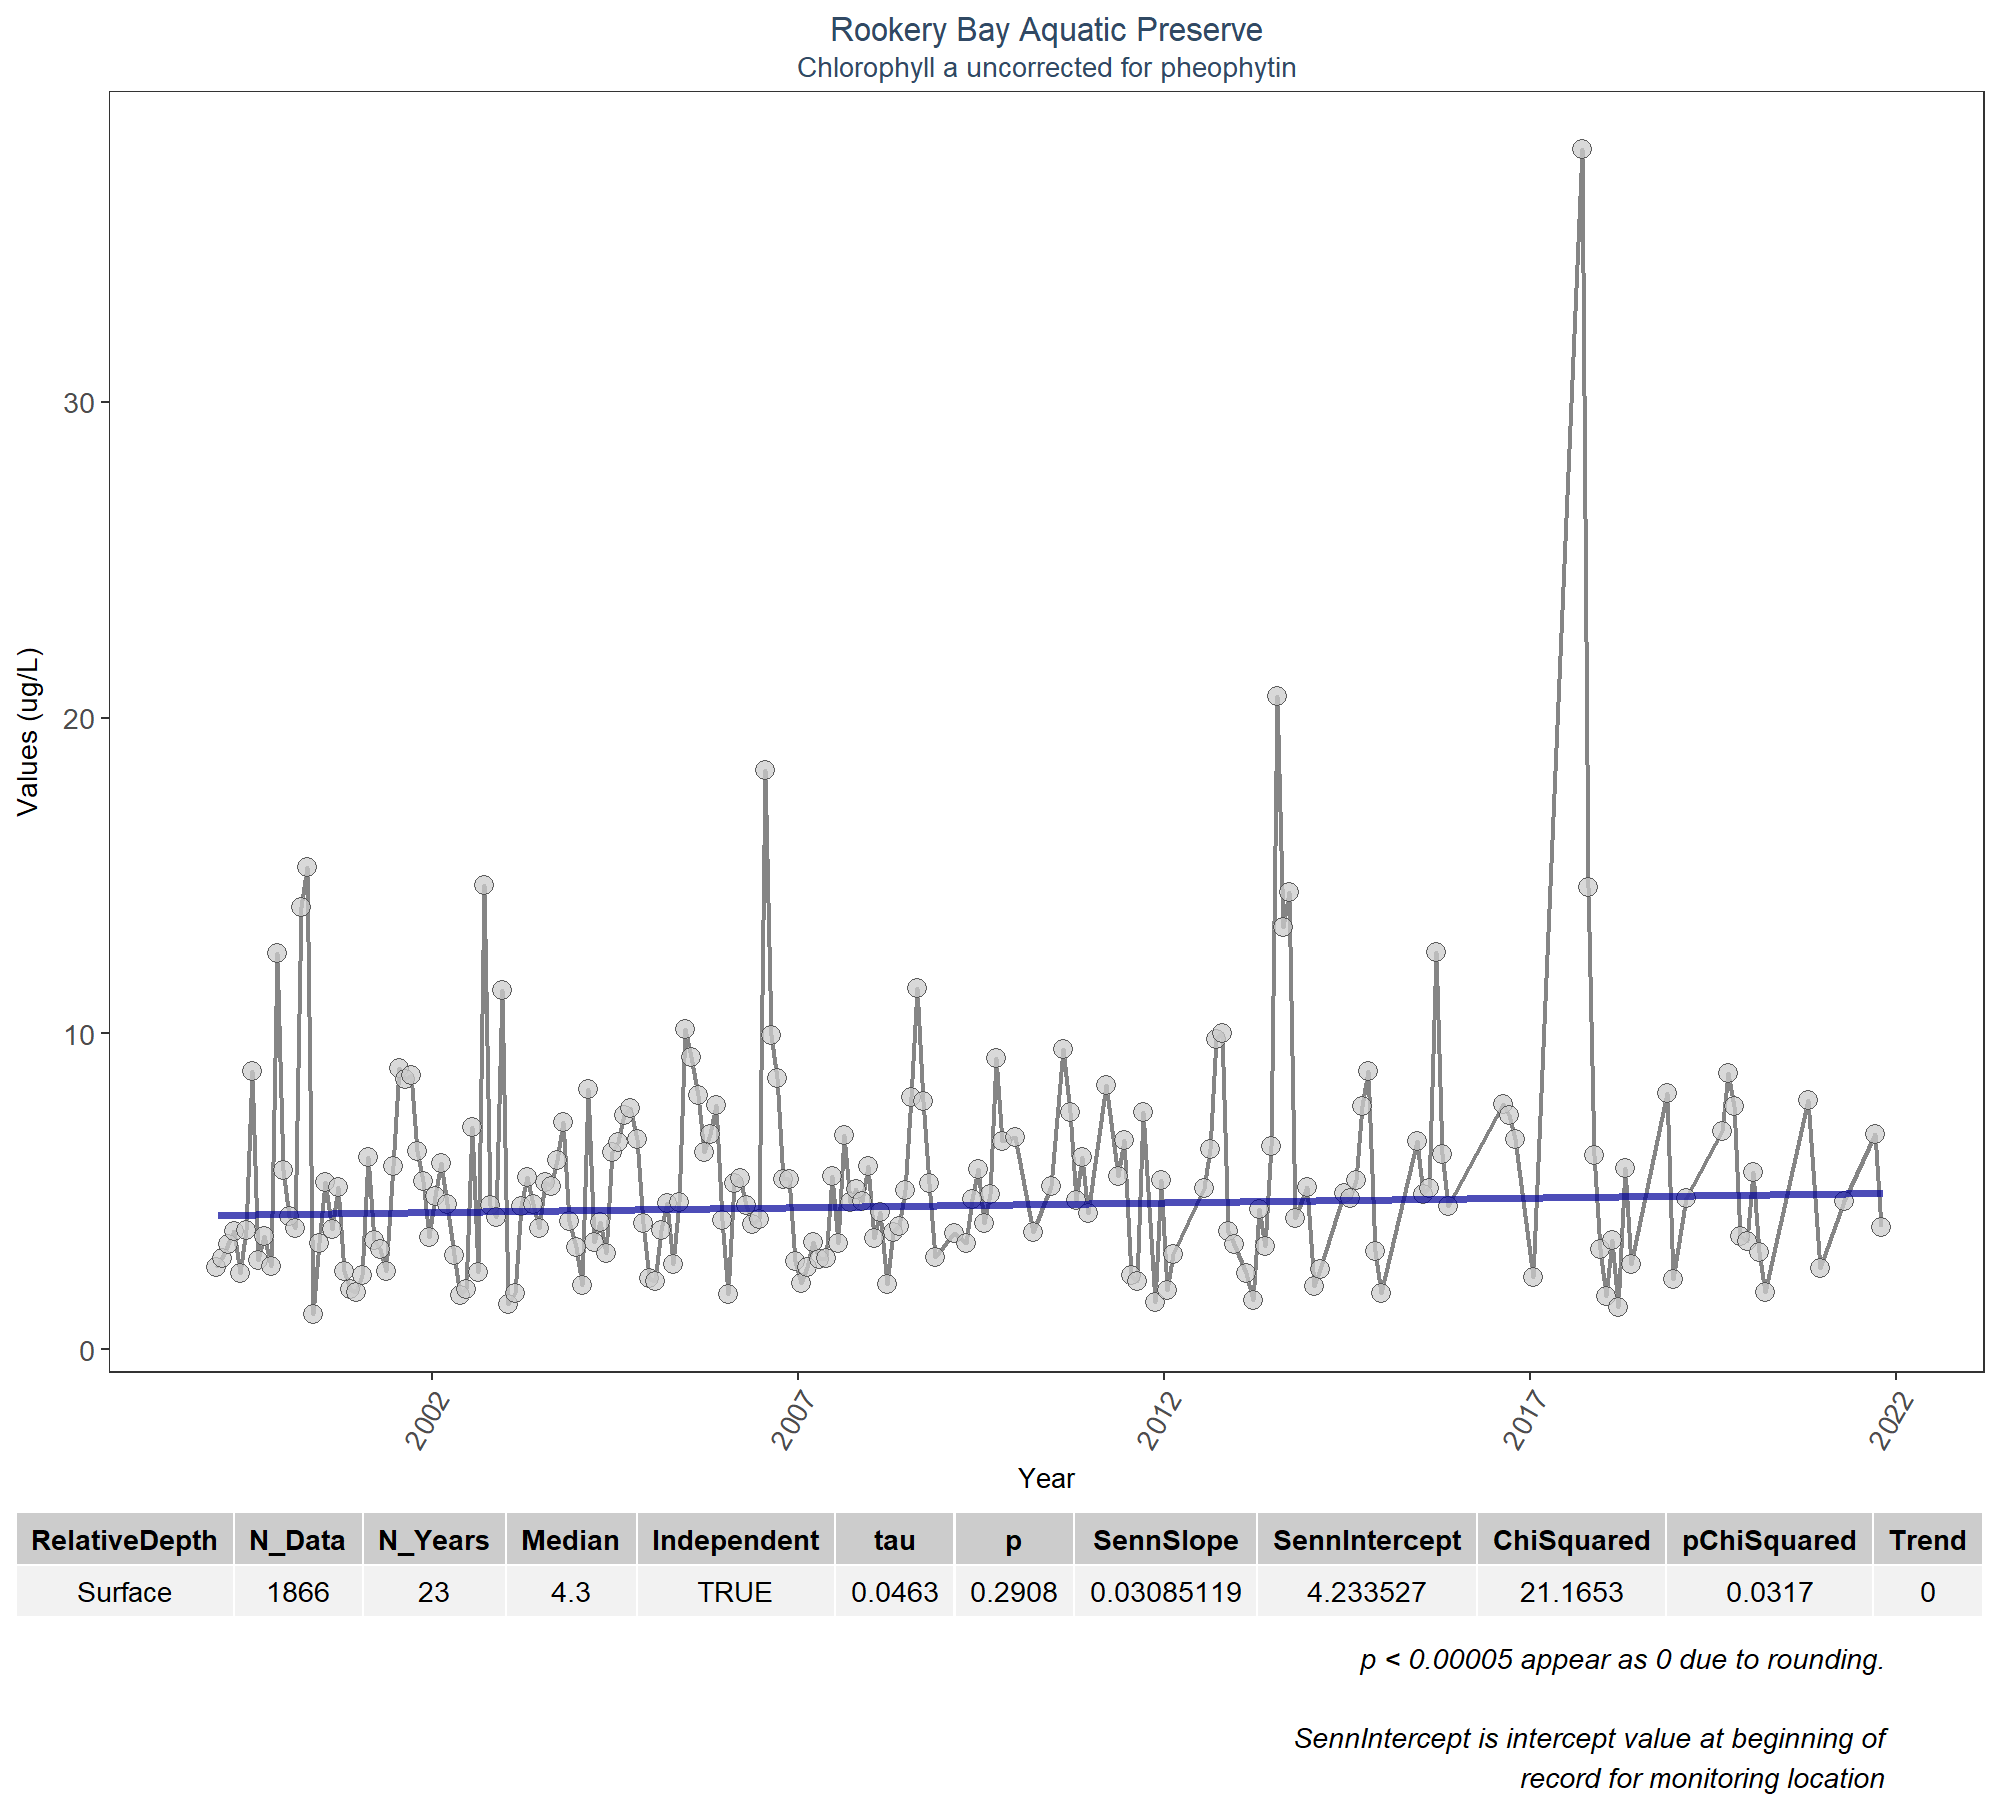 Rookery Bay Aquatic Preserve
Chlorophyll a uncorrected for pheophytin
Values (ug/L)
30
20
10
0
2002 2007 2012 2017 2022
Year
RelativeDepth N_Data N_Years Median Independent tau p SennSlope SennIntercept ChiSquared pChiSquared Trend
Surface 1866 23 4.3 TRUE 0.0463 0.2908 0.03085119 4.233527 21.1653 0.0317 0
p < 0.00005 appear as 0 due to rounding.
SennIntercept is intercept value at beginning of
record for monitoring location